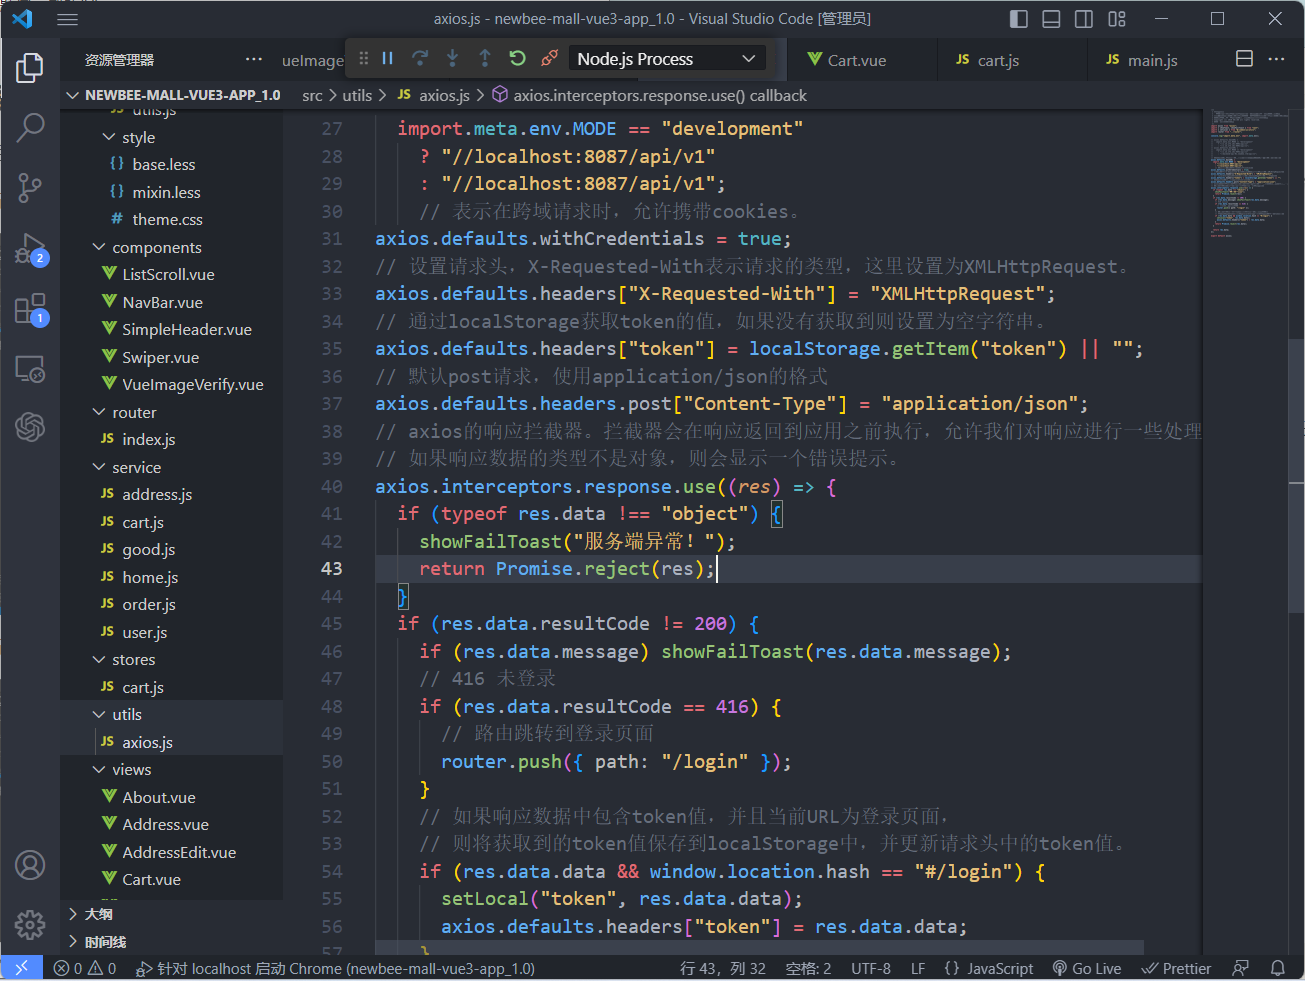 axios.js - newbee-mall-vue3-app_1.0 - Visual Studio Code [管理员]
资源管理器
ueImage
Node.js Process
Cart.vue
JS cart.js
JS main.js
NEWBEE-MALL-VUE3-APP_1.0
src > utils > JS axios.js > axios.interceptors.response.use() callback
utils.js
style
{} base.less
{} mixin.less
# theme.css
components
ListScroll.vue
NavBar.vue
SimpleHeader.vue
Swiper.vue
VueImageVerify.vue
router
JS index.js
service
JS address.js
JS cart.js
JS good.js
JS home.js
JS order.js
JS user.js
stores
JS cart.js
utils
JS axios.js
views
About.vue
Address.vue
AddressEdit.vue
Cart.vue
大纲
时间线
2
1
27 import.meta.env.MODE == "development"
28 ? "//localhost:8087/api/v1"
29 : "//localhost:8087/api/v1";
30 // 表示在跨域请求时，允许携带cookies。
31 axios.defaults.withCredentials = true;
32 // 设置请求头，X-Requested-With表示请求的类型，这里设置为XMLHttpRequest。
33 axios.defaults.headers["X-Requested-With"] = "XMLHttpRequest";
34 // 通过localStorage获取token的值，如果没有获取到则设置为空字符串。
35 axios.defaults.headers["token"] = localStorage.getItem("token") || "";
36 // 默认post请求，使用application/json的格式
37 axios.defaults.headers.post["Content-Type"] = "application/json";
38 // axios的响应拦截器。拦截器会在响应返回到应用之前执行，允许我们对响应进行一些处理
39 // 如果响应数据的类型不是对象，则会显示一个错误提示。
40 axios.interceptors.response.use((res) => {
41 if (typeof res.data !== "object") {
42 showFailToast("服务端异常！");
43 return Promise.reject(res);
44 }
45 if (res.data.resultCode != 200) {
46 if (res.data.message) showFailToast(res.data.message);
47 // 416 未登录
48 if (res.data.resultCode == 416) {
49 // 路由跳转到登录页面
50 router.push({ path: "/login" });
51 }
52 // 如果响应数据中包含token值，并且当前URL为登录页面，
53 // 则将获取到的token值保存到localStorage中，并更新请求头中的token值。
54 if (res.data.data && window.location.hash == "#/login") {
55 setLocal("token", res.data.data);
56 axios.defaults.headers["token"] = res.data.data;
57 }
0 0 针对 localhost 启动 Chrome (newbee-mall-vue3-app_1.0) 行 43，列 32 空格: 2 UTF-8 LF {} JavaScript Go Live Prettier